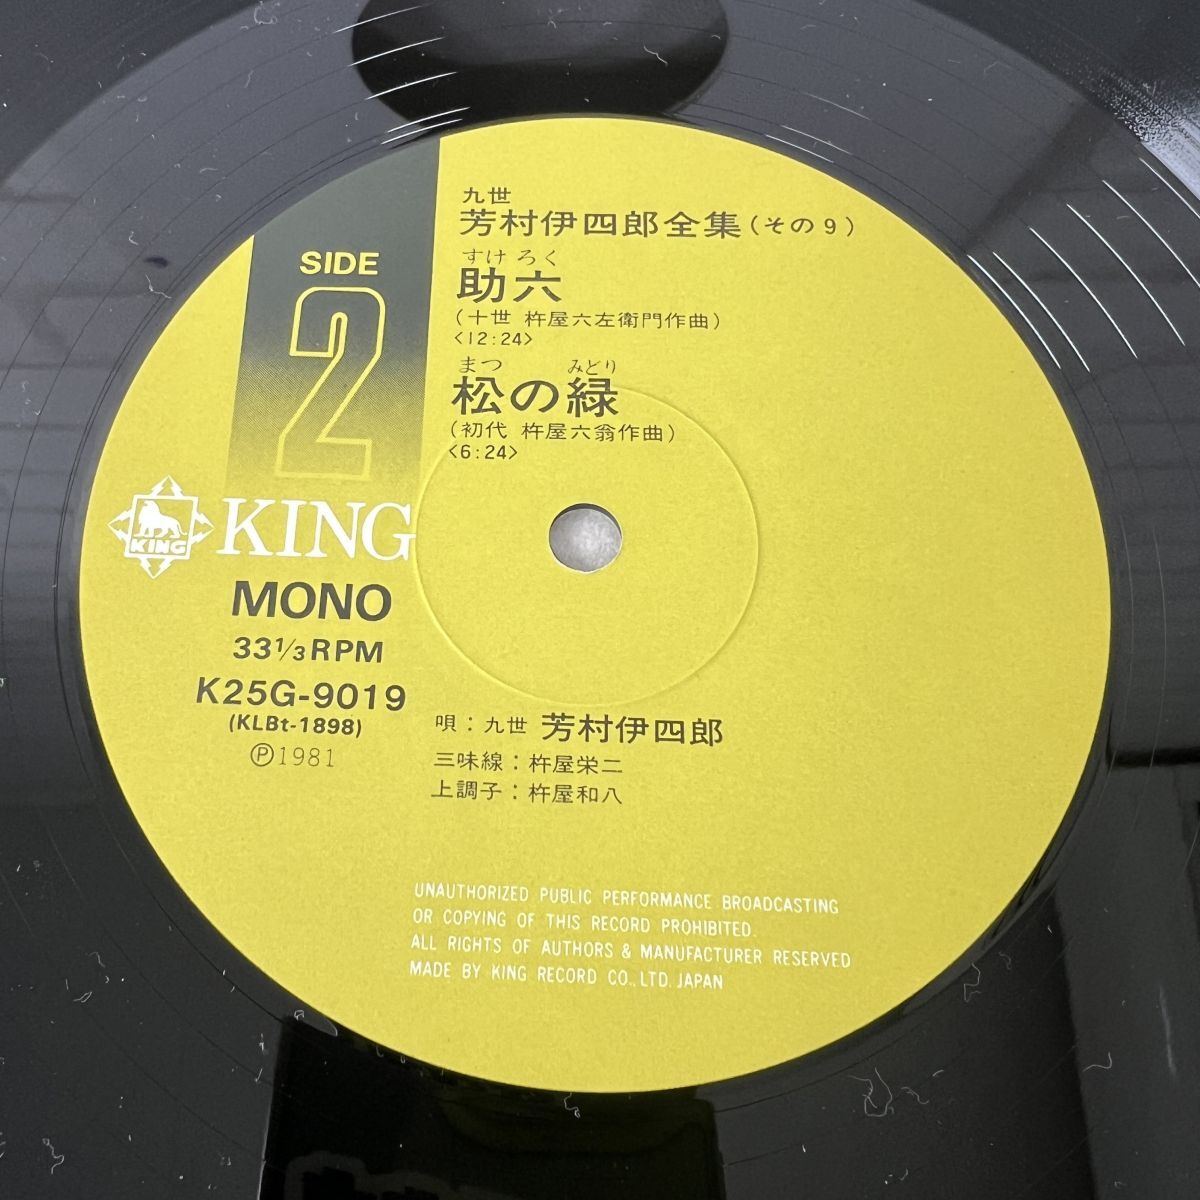 SIDE
2
九世
芳村伊四郎全集(その9)
すけ ろく
助六
(十世 杵屋六左衛門作曲)
<12:24>
まつ みどり
松の緑
(初代 杵屋六翁作曲)
<6:24>
KING
KING
MONO
33 1/3 RPM
K25G-9019
(KLBt-1898)
Ⓟ1981
唄:九世 芳村伊四郎
三味線:杵屋栄二
上調子:杵屋和八
UNAUTHORIZED PUBLIC PERFORMANCE BROADCASTING
OR COPYING OF THIS RECORD PROHIBITED.
ALL RIGHTS OF AUTHORS & MANUFACTURER RESERVED
MADE BY KING RECORD CO., LTD. JAPAN